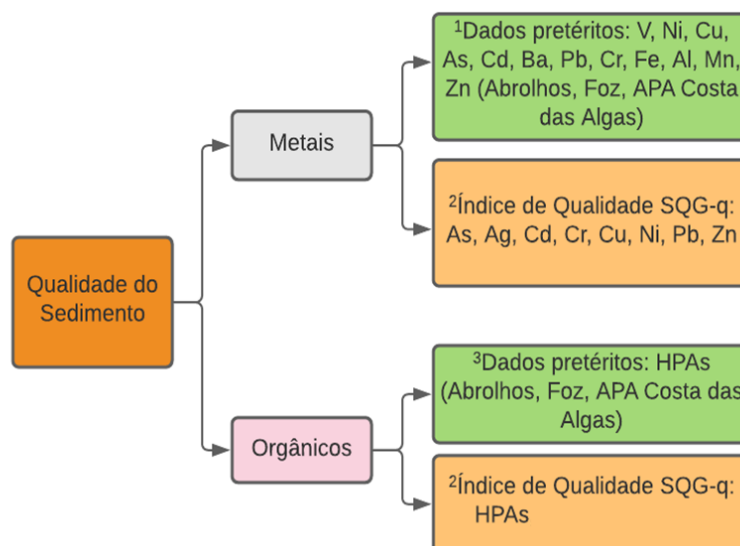 ¹Dados pretéritos: V, Ni, Cu,
As, Cd, Ba, Pb, Cr, Fe, Al, Mn,
Zn (Abrolhos, Foz, APA Costa
das Algas)
Metais
²Índice de Qualidade SQG-q:
As, Ag, Cd, Cr, Cu, Ni, Pb, Zn
Qualidade do
Sedimento
³Dados pretéritos: HPAs
(Abrolhos, Foz, APA Costa das
Algas)
Orgânicos
²Índice de Qualidade SQG-q:
HPAs